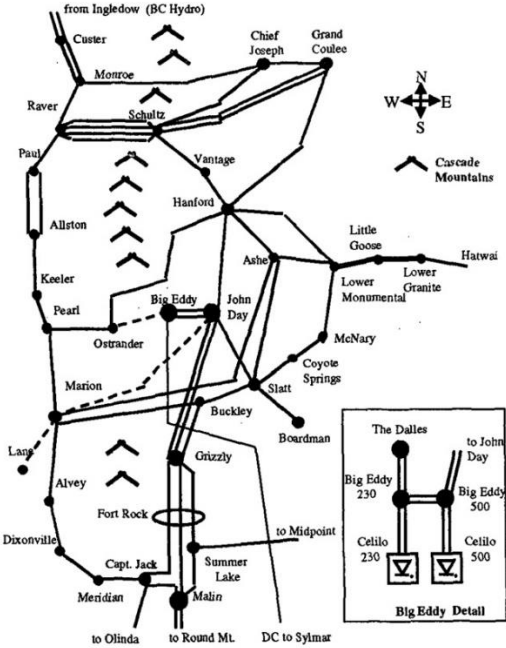 from Ingledow (BC Hydro)
Custer
Chief
Joseph
Grand
Coulee
Monroe
N
W E
S
Raver
Schultz
Paul
Vantage
Cascade
Mountains
Hanford
Allston
Little
Goose
Hatwai
Ashe
Keeler
Lower
Monumental
Lower
Granite
Big Eddy
John
Day
Pearl
Ostrander
McNary
Coyote
Springs
Marion
Slatt
Buckley
Boardman
Lane
Grizzly
Alvey
Fort Rock
Dixonville
to Midpoint
Capt. Jack
Summer
Lake
Meridian
Malin
to Olinda
to Round Mt.
DC to Sylmar
The Dalles
to John
Day
Big Eddy
230
Big Eddy
500
Celilo
230
Celilo
500
Big Eddy Detail